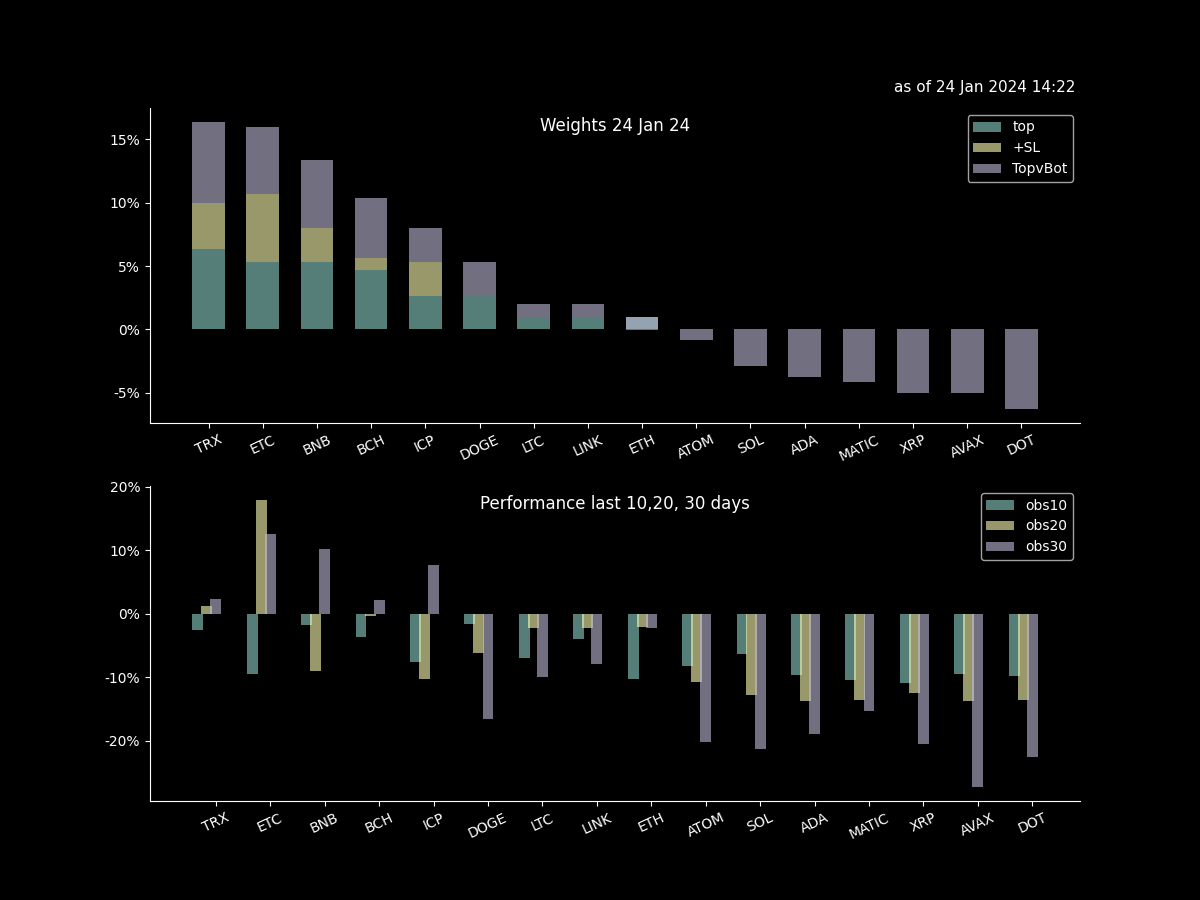 as of 24 Jan 2024 14:22
Weights 24 Jan 24
top
+SL
TopvBot
15%
10%
5%
0%
-5%
TRX ETC BNB BCH ICP DOGE LTC LINK ETH ATOM SOL ADA MATIC XRP AVAX DOT
Performance last 10,20, 30 days
obs10
obs20
obs30
20%
10%
0%
-10%
-20%
TRX ETC BNB BCH ICP DOGE LTC LINK ETH ATOM SOL ADA MATIC XRP AVAX DOT